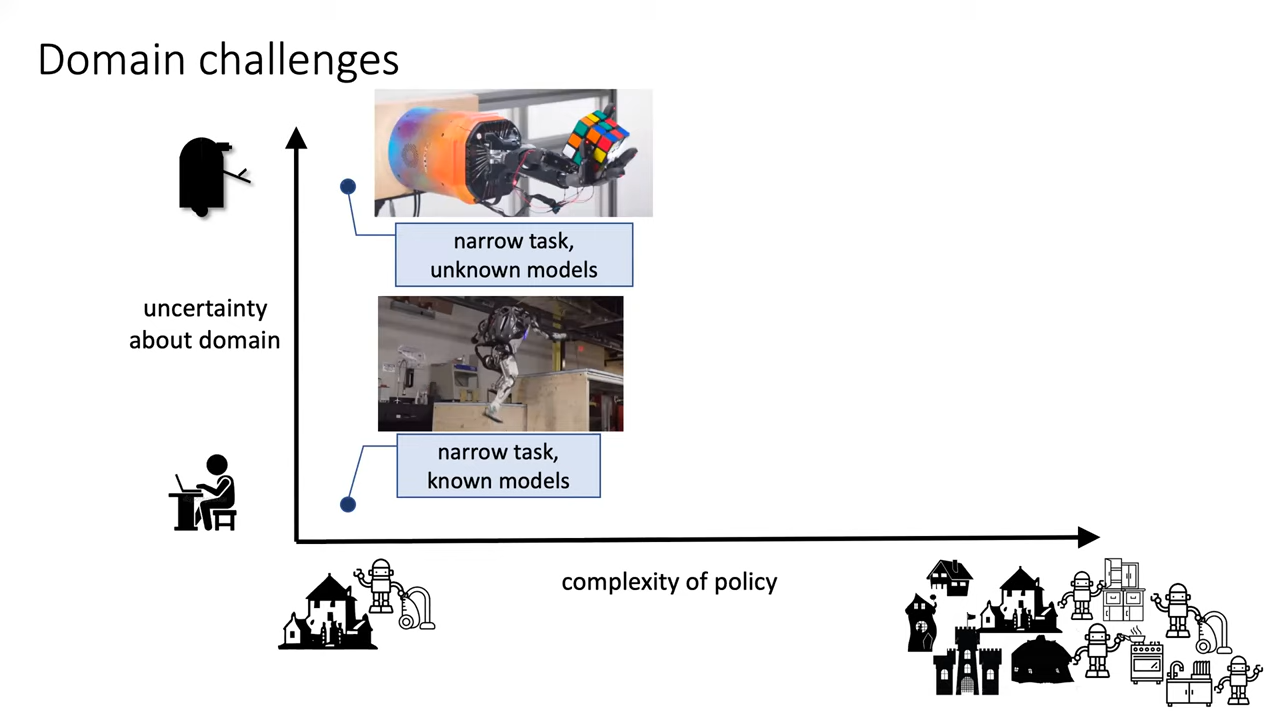 Domain challenges
narrow task,
unknown models
uncertainty
about domain
narrow task,
known models
complexity of policy